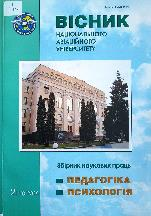 ВІСНИК
НАЦІОНАЛЬНОГО
АВІАЦІЙНОГО
УНІВЕРСИТЕТУ
Збірник наукових праць
ПЕДАГОГІКА
ПСИХОЛОГІЯ